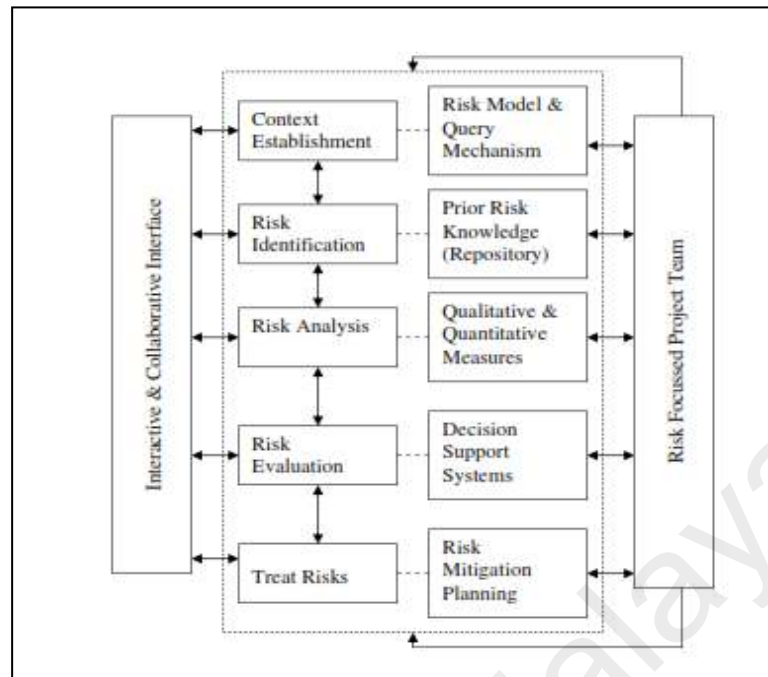 Interactive & Collaborative Interface
Context
Establishment
Risk Model &
Query
Mechanism
Risk
Identification
Prior Risk
Knowledge
(Repository)
Risk Analysis
Qualitative &
Quantitative
Measures
Risk
Evaluation
Decision
Support
Systems
Treat Risks
Risk
Mitigation
Planning
Risk Focussed Project Team